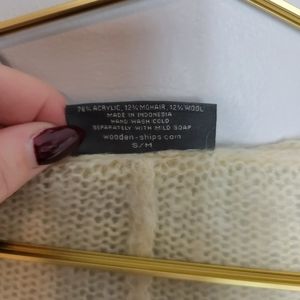 76% ACRYLIC, 12% MOHAIR, 12% WOOL
MADE IN INDONESIA
HAND WASH COLD
SEPARATELY WITH MILD SOAP
wooden-ships.com
S/M